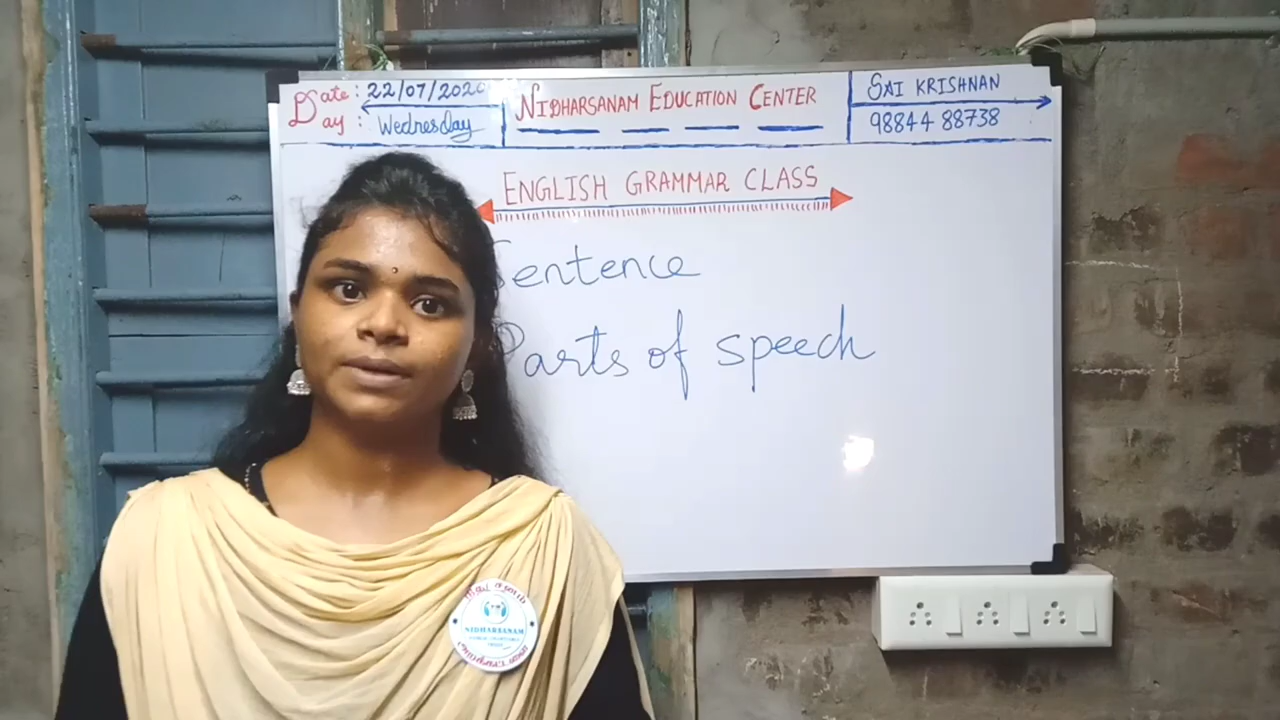 Date : 22/07/2020
Day : Wednesday
NIDHARSANAM EDUCATION CENTER
SAI KRISHNAN
98844 88738
ENGLISH GRAMMAR CLASS
Sentence
Parts of speech
NIDHARSANAM